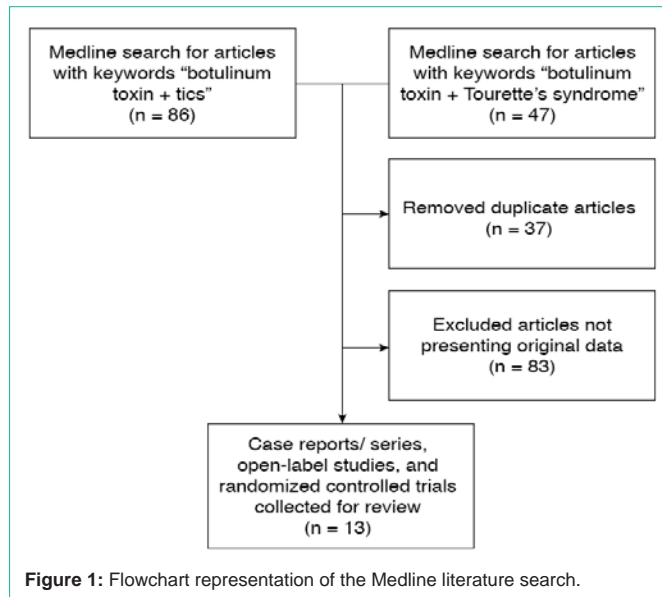 Medline search for articles
with keywords “botulinum
toxin + tics”
(n = 86)
Medline search for articles
with keywords “botulinum
toxin + Tourette’s syndrome”
(n = 47)
Removed duplicate articles
(n = 37)
Excluded articles not
presenting original data
(n = 83)
Case reports/ series,
open-label studies, and
randomized controlled trials
collected for review
(n = 13)
Figure 1: Flowchart representation of the Medline literature search.